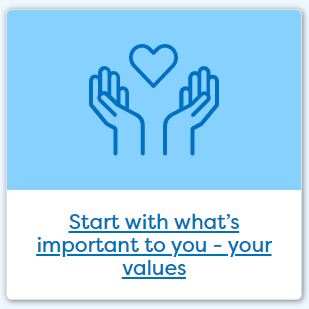 Start with what's
important to you - your
values